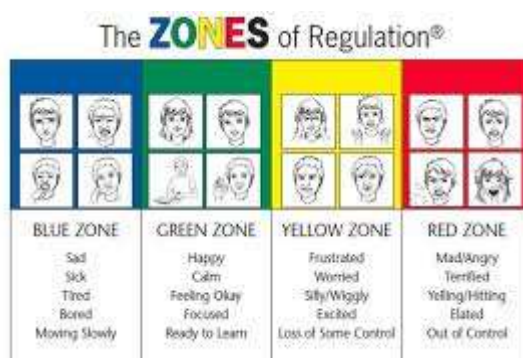 The ZONES of Regulation®
BLUE ZONE
Sad
Sick
Tired
Bored
Moving Slowly
GREEN ZONE
Happy
Calm
Feeling Okay
Focused
Ready to Learn
YELLOW ZONE
Frustrated
Worried
Silly/Wiggly
Excited
Loss of Some Control
RED ZONE
Mad/Angry
Terrified
Yelling/Hitting
Elated
Out of Control